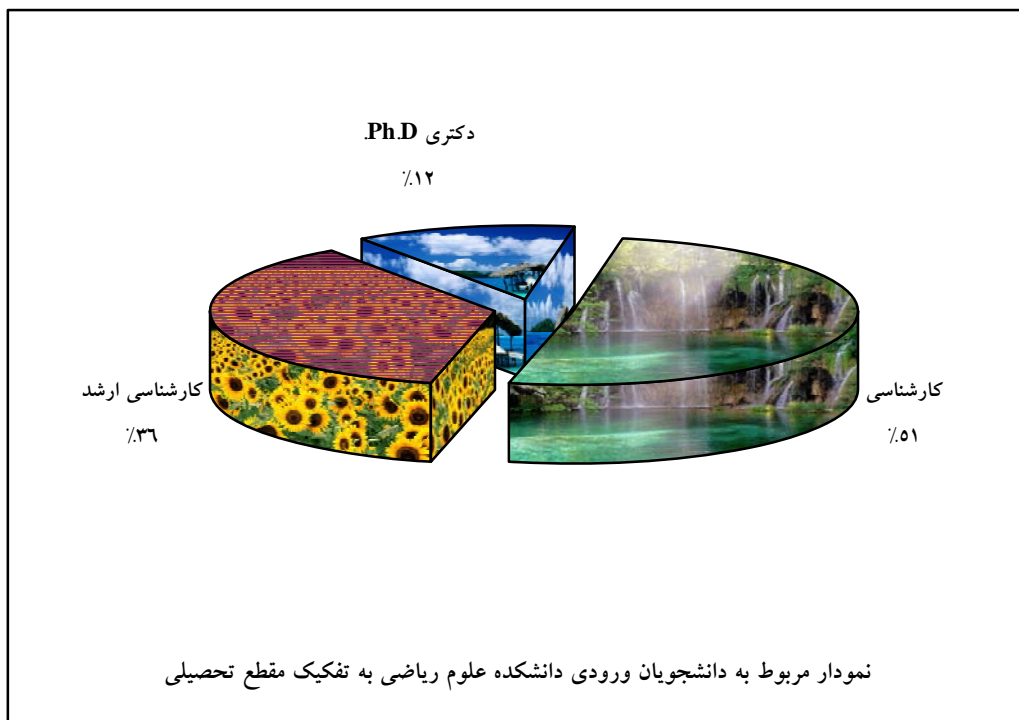 دکتری Ph.D.
٪۱۲
کارشناسی ارشد
٪۳۶
کارشناسی
٪۵۱
نمودار مربوط به دانشجویان ورودی دانشکده علوم ریاضی به تفکیک مقطع تحصیلی